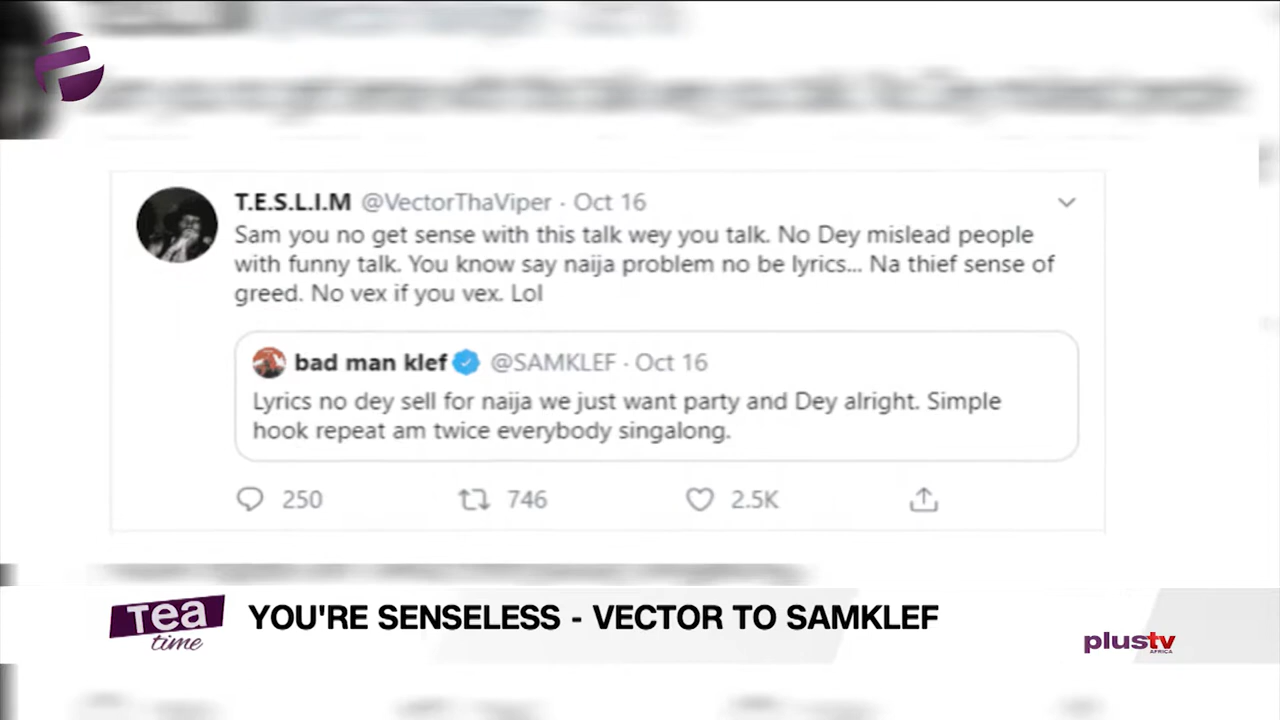 T.E.S.L.I.M @VectorThaViper · Oct 16
Sam you no get sense with this talk wey you talk. No Dey mislead people
with funny talk. You know say naija problem no be lyrics... Na thief sense of
greed. No vex if you vex. Lol
bad man klef @SAMKLEF · Oct 16
Lyrics no dey sell for naija we just want party and Dey alright. Simple
hook repeat am twice everybody singalong.
250 746 2.5K
Tea
time
YOU'RE SENSELESS - VECTOR TO SAMKLEF
plustv
AFRICA